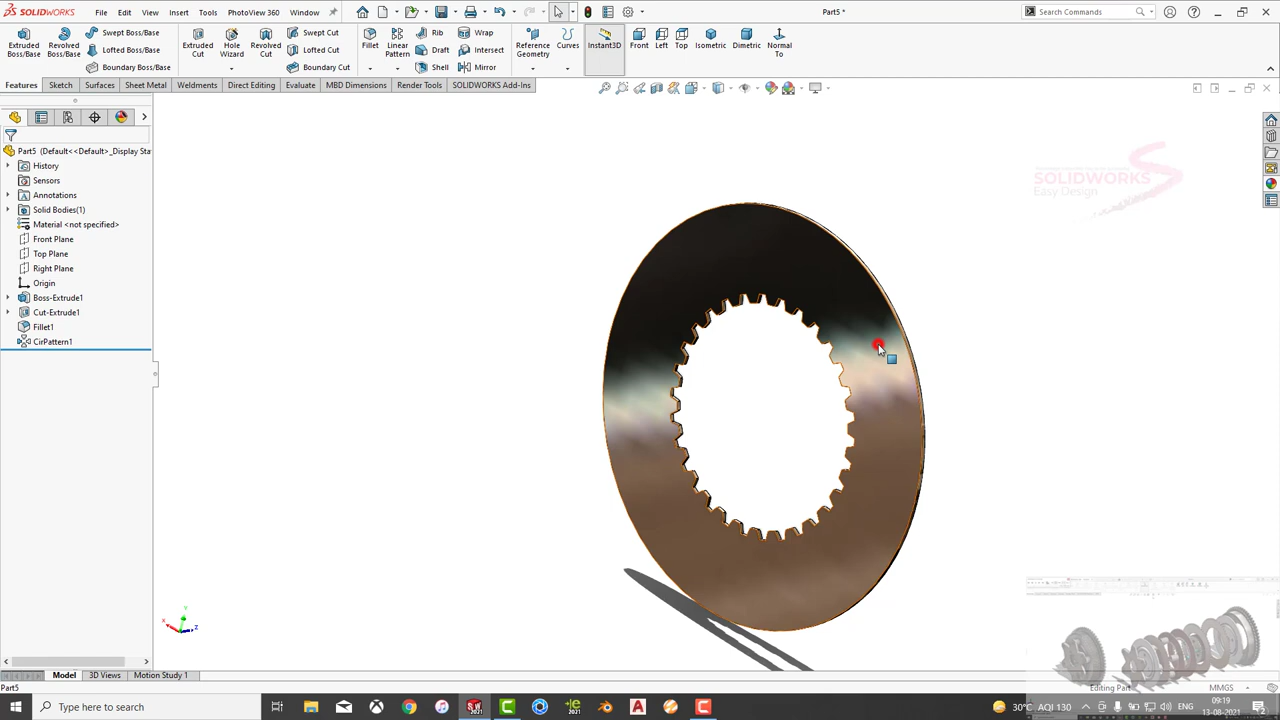 SOLIDWORKS File Edit View Insert Tools PhotoView 360 Window Part5 * Search Commands
Extruded Boss/Base Revolved Boss/Base Swept Boss/Base Lofted Boss/Base Boundary Boss/Base Extruded Cut Hole Wizard Revolved Cut Swept Cut Lofted Cut Boundary Cut Fillet Linear Pattern Rib Draft Shell Wrap Intersect Mirror Reference Geometry Curves Instant3D Front Left Top Isometric Dimetric Normal To
Features Sketch Surfaces Sheet Metal Weldments Direct Editing Evaluate MBD Dimensions Render Tools SOLIDWORKS Add-Ins
Part5 (Default<<Default>_Display Sta
History
Sensors
Annotations
Solid Bodies(1)
Material <not specified>
Front Plane
Top Plane
Right Plane
Origin
Boss-Extrude1
Cut-Extrude1
Fillet1
CirPattern1
SOLIDWORKS
Easy Design
Y
X
Z
Model 3D Views Motion Study 1
Part5 Editing Part MMGS
Type here to search 30°C AQI 130 ENG 09:19
13-08-2021